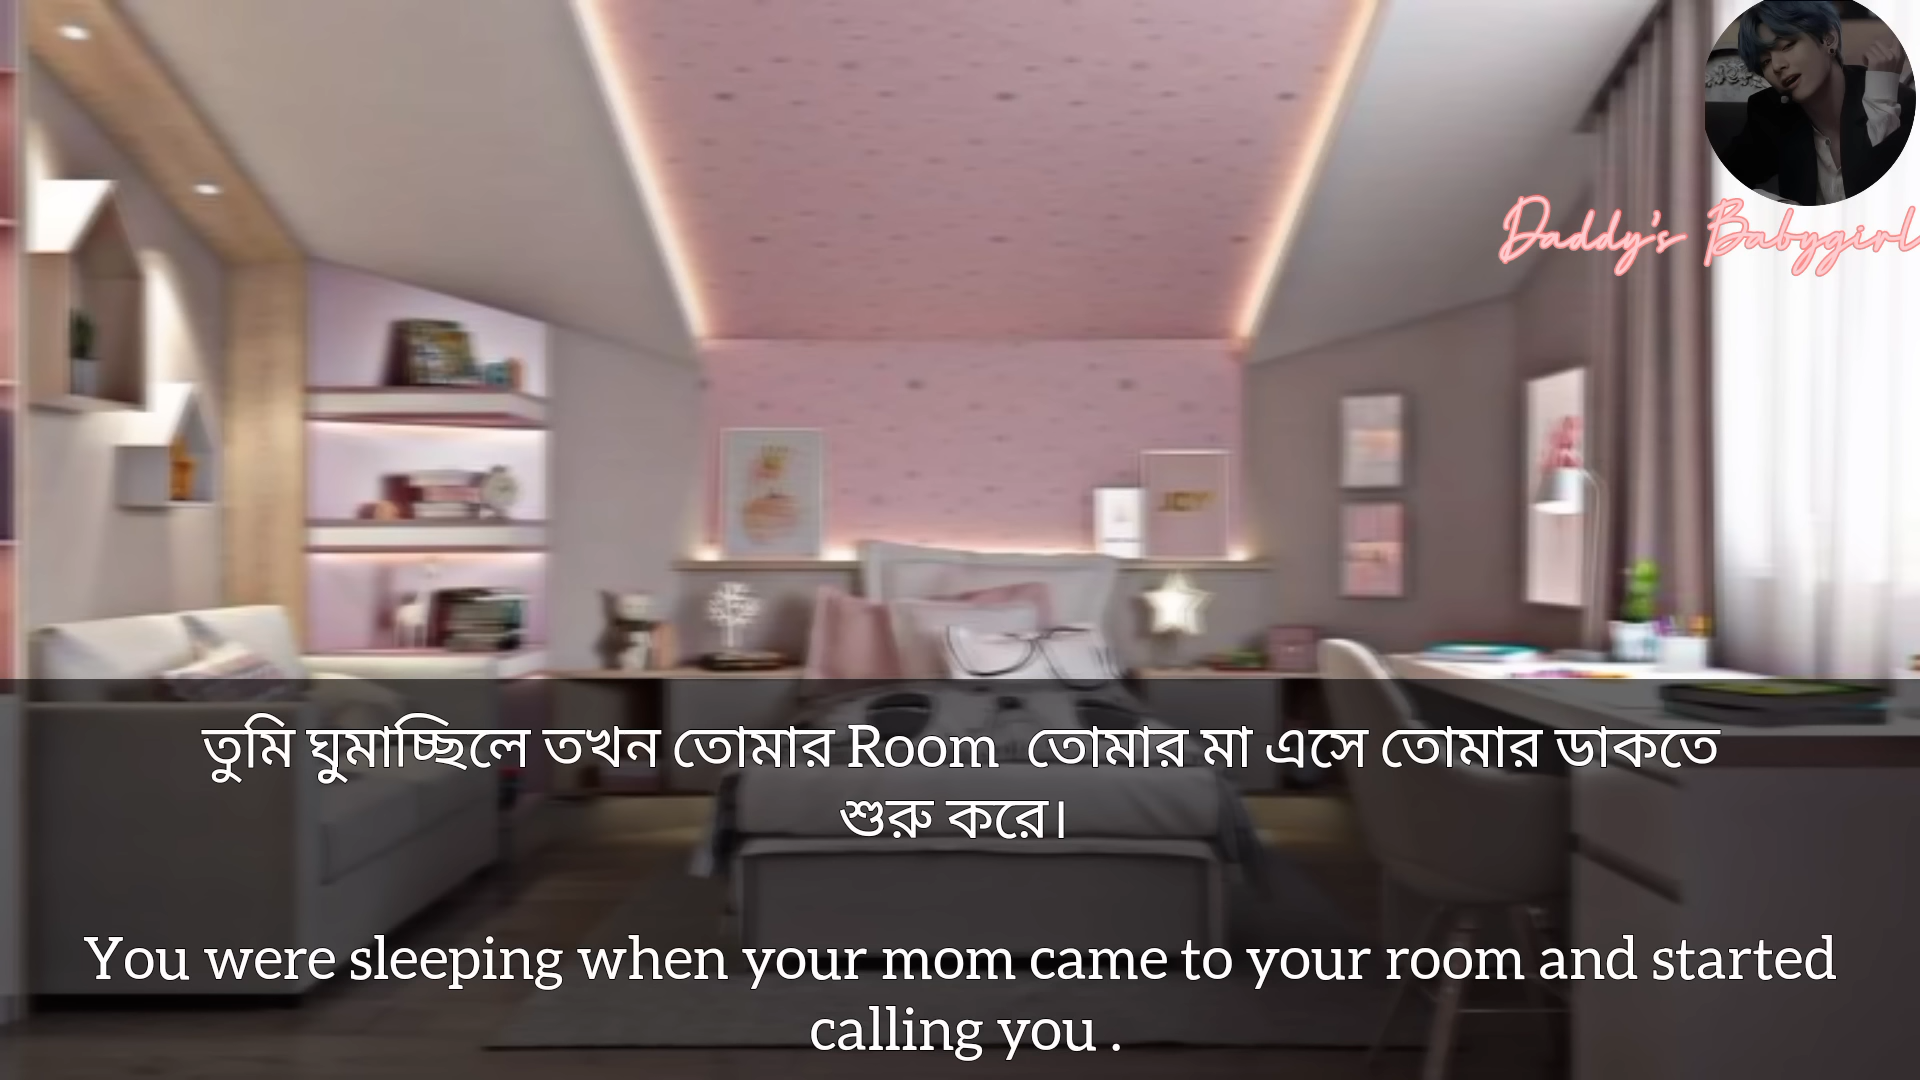 Daddy's Babygirl
JOY
তুমি ঘুমাচ্ছিলে তখন তোমার Room তোমার মা এসে তোমার ডাকতে
শুরু করে।
You were sleeping when your mom came to your room and started
calling you .